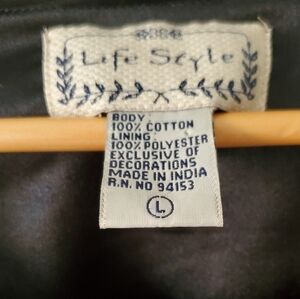 Life Style
BODY:
100% COTTON
LINING:
100% POLYESTER
EXCLUSIVE OF
DECORATIONS
MADE IN INDIA
R.N. NO 94153
L